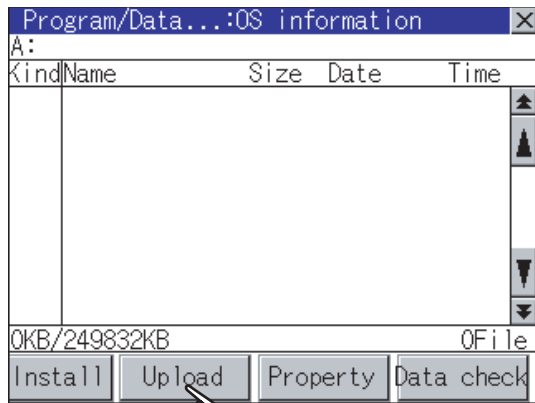 Program/Data...:OS information
A:
Kind Name Size Date Time
0KB/249832KB 0File
Install Upload Property Data check